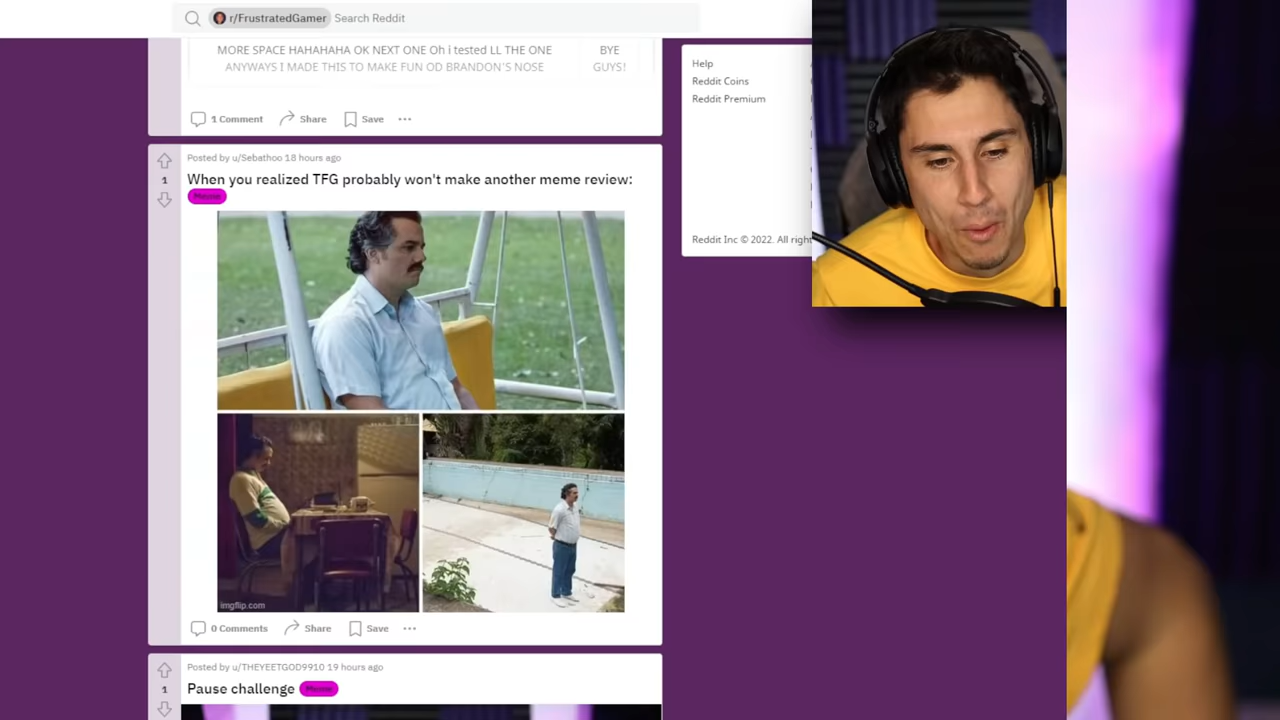 r/FrustratedGamer Search Reddit
MORE SPACE HAHAHAHA OK NEXT ONE Oh i tested LL THE ONE
ANYWAYS I MADE THIS TO MAKE FUN OD BRANDON'S NOSE
BYE
GUYS!
1 Comment Share Save
Help
Reddit Coins
Reddit Premium
Reddit Inc © 2022. All right
Posted by u/Sebathoo 18 hours ago
1
When you realized TFG probably won't make another meme review:
Meme
imgflip.com
0 Comments Share Save
Posted by u/THEYEETGOD9910 19 hours ago
1
Pause challenge Meme